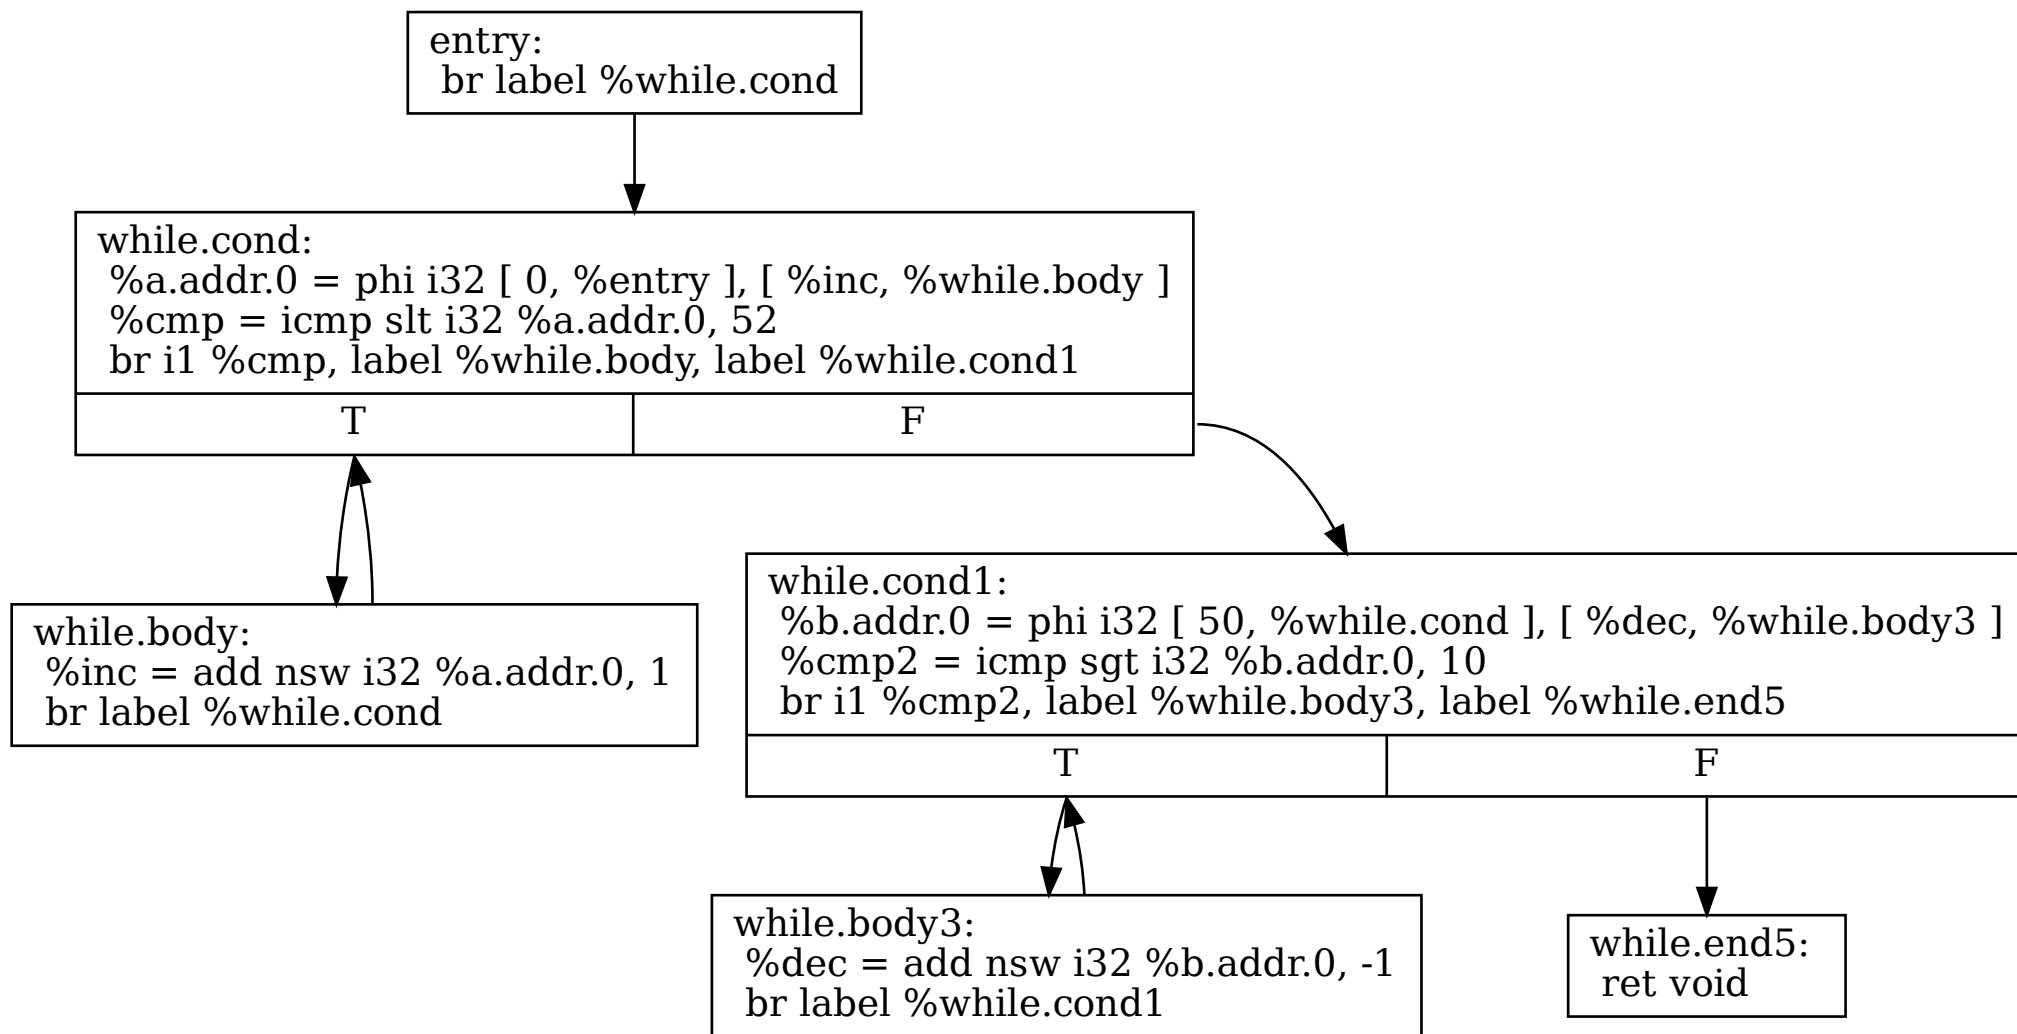 entry:
br label %while.cond
while.cond:
%a.addr.0 = phi i32 [ 0, %entry ], [ %inc, %while.body ]
%cmp = icmp slt i32 %a.addr.0, 52
br i1 %cmp, label %while.body, label %while.cond1
T
F
while.body:
%inc = add nsw i32 %a.addr.0, 1
br label %while.cond
while.cond1:
%b.addr.0 = phi i32 [ 50, %while.cond ], [ %dec, %while.body3 ]
%cmp2 = icmp sgt i32 %b.addr.0, 10
br i1 %cmp2, label %while.body3, label %while.end5
T
F
while.body3:
%dec = add nsw i32 %b.addr.0, -1
br label %while.cond1
while.end5:
ret void